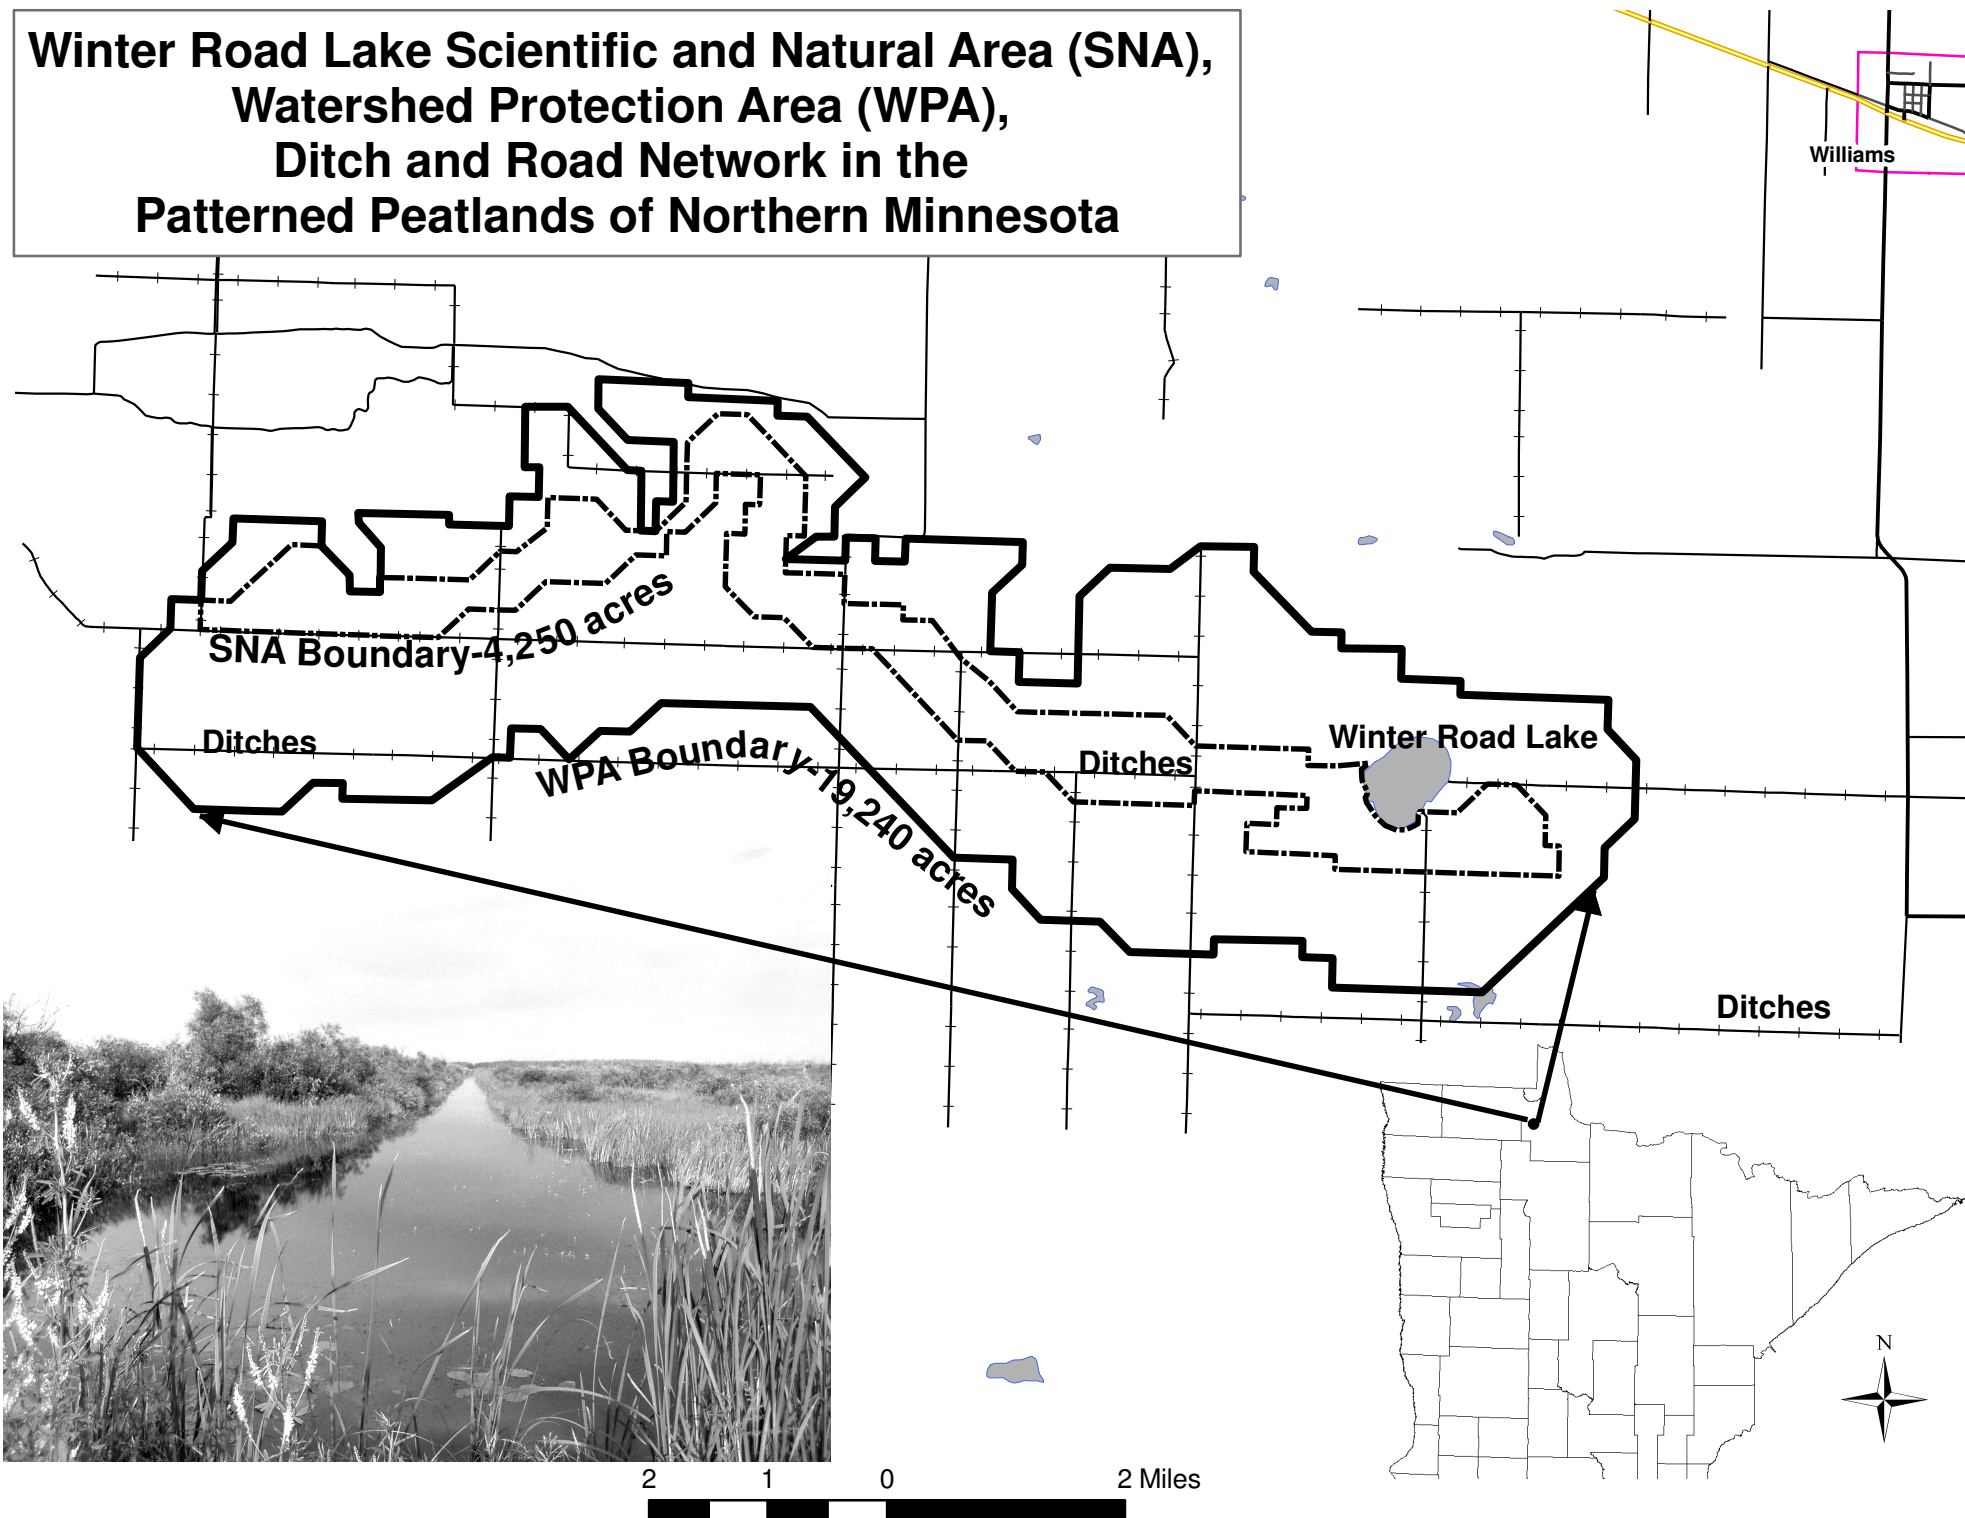 Winter Road Lake Scientific and Natural Area (SNA),
Watershed Protection Area (WPA),
Ditch and Road Network in the
Patterned Peatlands of Northern Minnesota
Williams
SNA Boundary-4,250 acres
Ditches
WPA Boundary-19,240 acres
Ditches
Winter Road Lake
Ditches
N
2 1 0 2 Miles